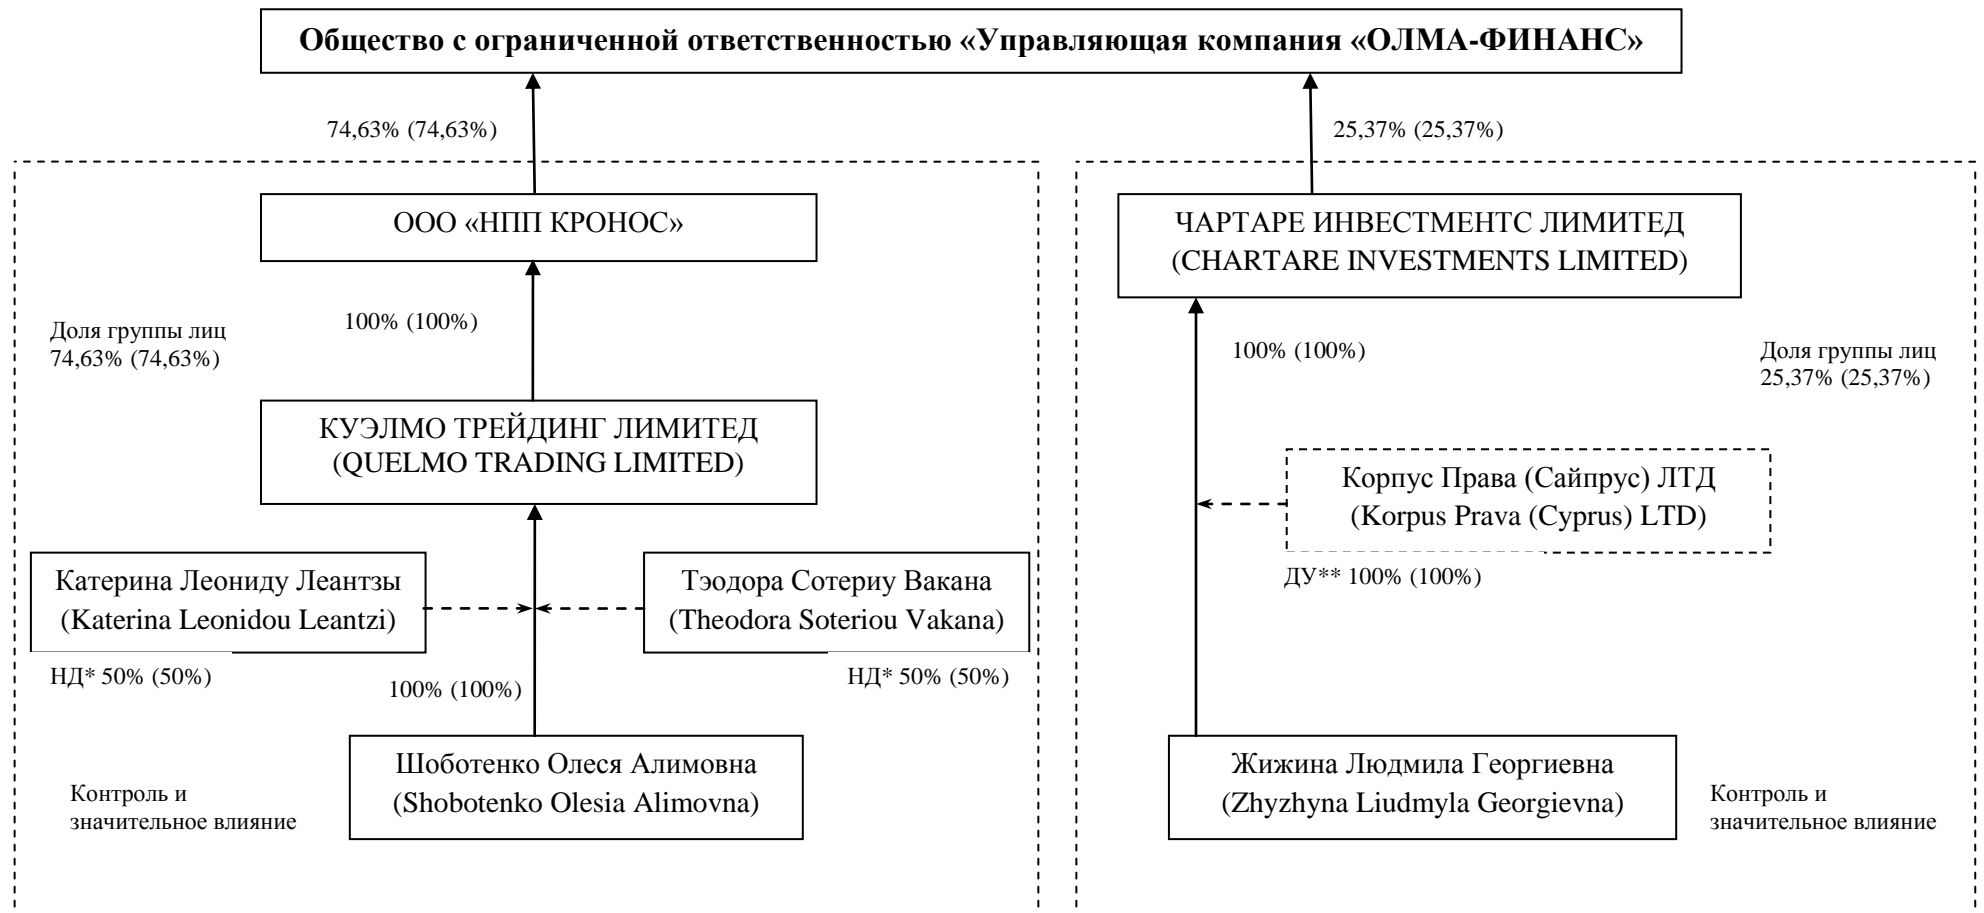 Общество с ограниченной ответственностью «Управляющая компания «ОЛМА-ФИНАНС»
74,63% (74,63%)
25,37% (25,37%)
ООО «НПП КРОНОС»
ЧАРТАРЕ ИНВЕСТМЕНТС ЛИМИТЕД
(CHARTARE INVESTMENTS LIMITED)
100% (100%)
Доля группы лиц
74,63% (74,63%)
100% (100%)
Доля группы лиц
25,37% (25,37%)
КУЭЛМО ТРЕЙДИНГ ЛИМИТЕД
(QUELMO TRADING LIMITED)
Корпус Права (Сайпрус) ЛТД
(Korpus Prava (Cyprus) LTD)
ДУ** 100% (100%)
Катерина Леониду Леантзы
(Katerina Leonidou Leantzi)
Тэодора Сотериу Вакана
(Theodora Soteriou Vakana)
НД* 50% (50%)
100% (100%)
НД* 50% (50%)
Шоботенко Олеся Алимовна
(Shobotenko Olesia Alimovna)
Жижина Людмила Георгиевна
(Zhyzhyna Liudmyla Georgievna)
Контроль и
значительное влияние
Контроль и
значительное влияние